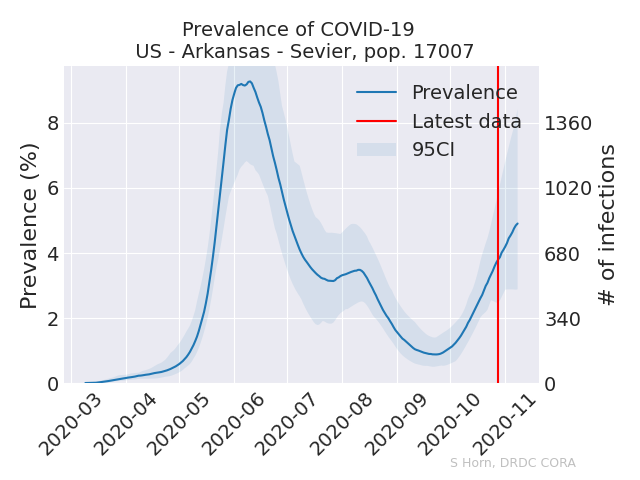 Prevalence of COVID-19
US - Arkansas - Sevier, pop. 17007
Prevalence
Latest data
95CI
Prevalence (%)
8
6
4
2
0
1360
1020
680
340
0
# of infections
2020-03
2020-04
2020-05
2020-06
2020-07
2020-08
2020-09
2020-10
2020-11
S Horn, DRDC CORA